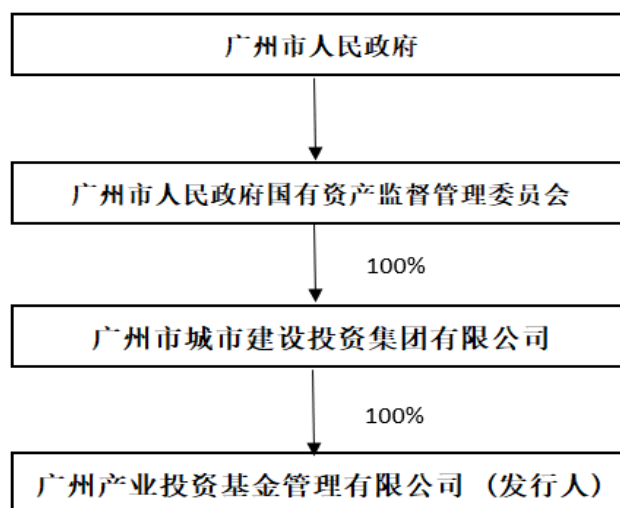 广州市人民政府
广州市人民政府国有资产监督管理委员会
100%
广州市城市建设投资集团有限公司
100%
广州产业投资基金管理有限公司（发行人）